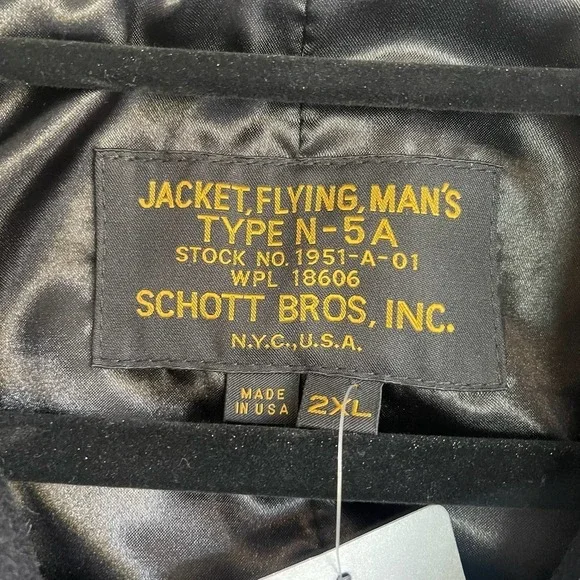 JACKET, FLYING, MAN'S
TYPE N-5A
STOCK NO. 1951-A-01
WPL 18606
SCHOTT BROS, INC.
N.Y.C., U.S.A.
MADE
IN USA
2XL